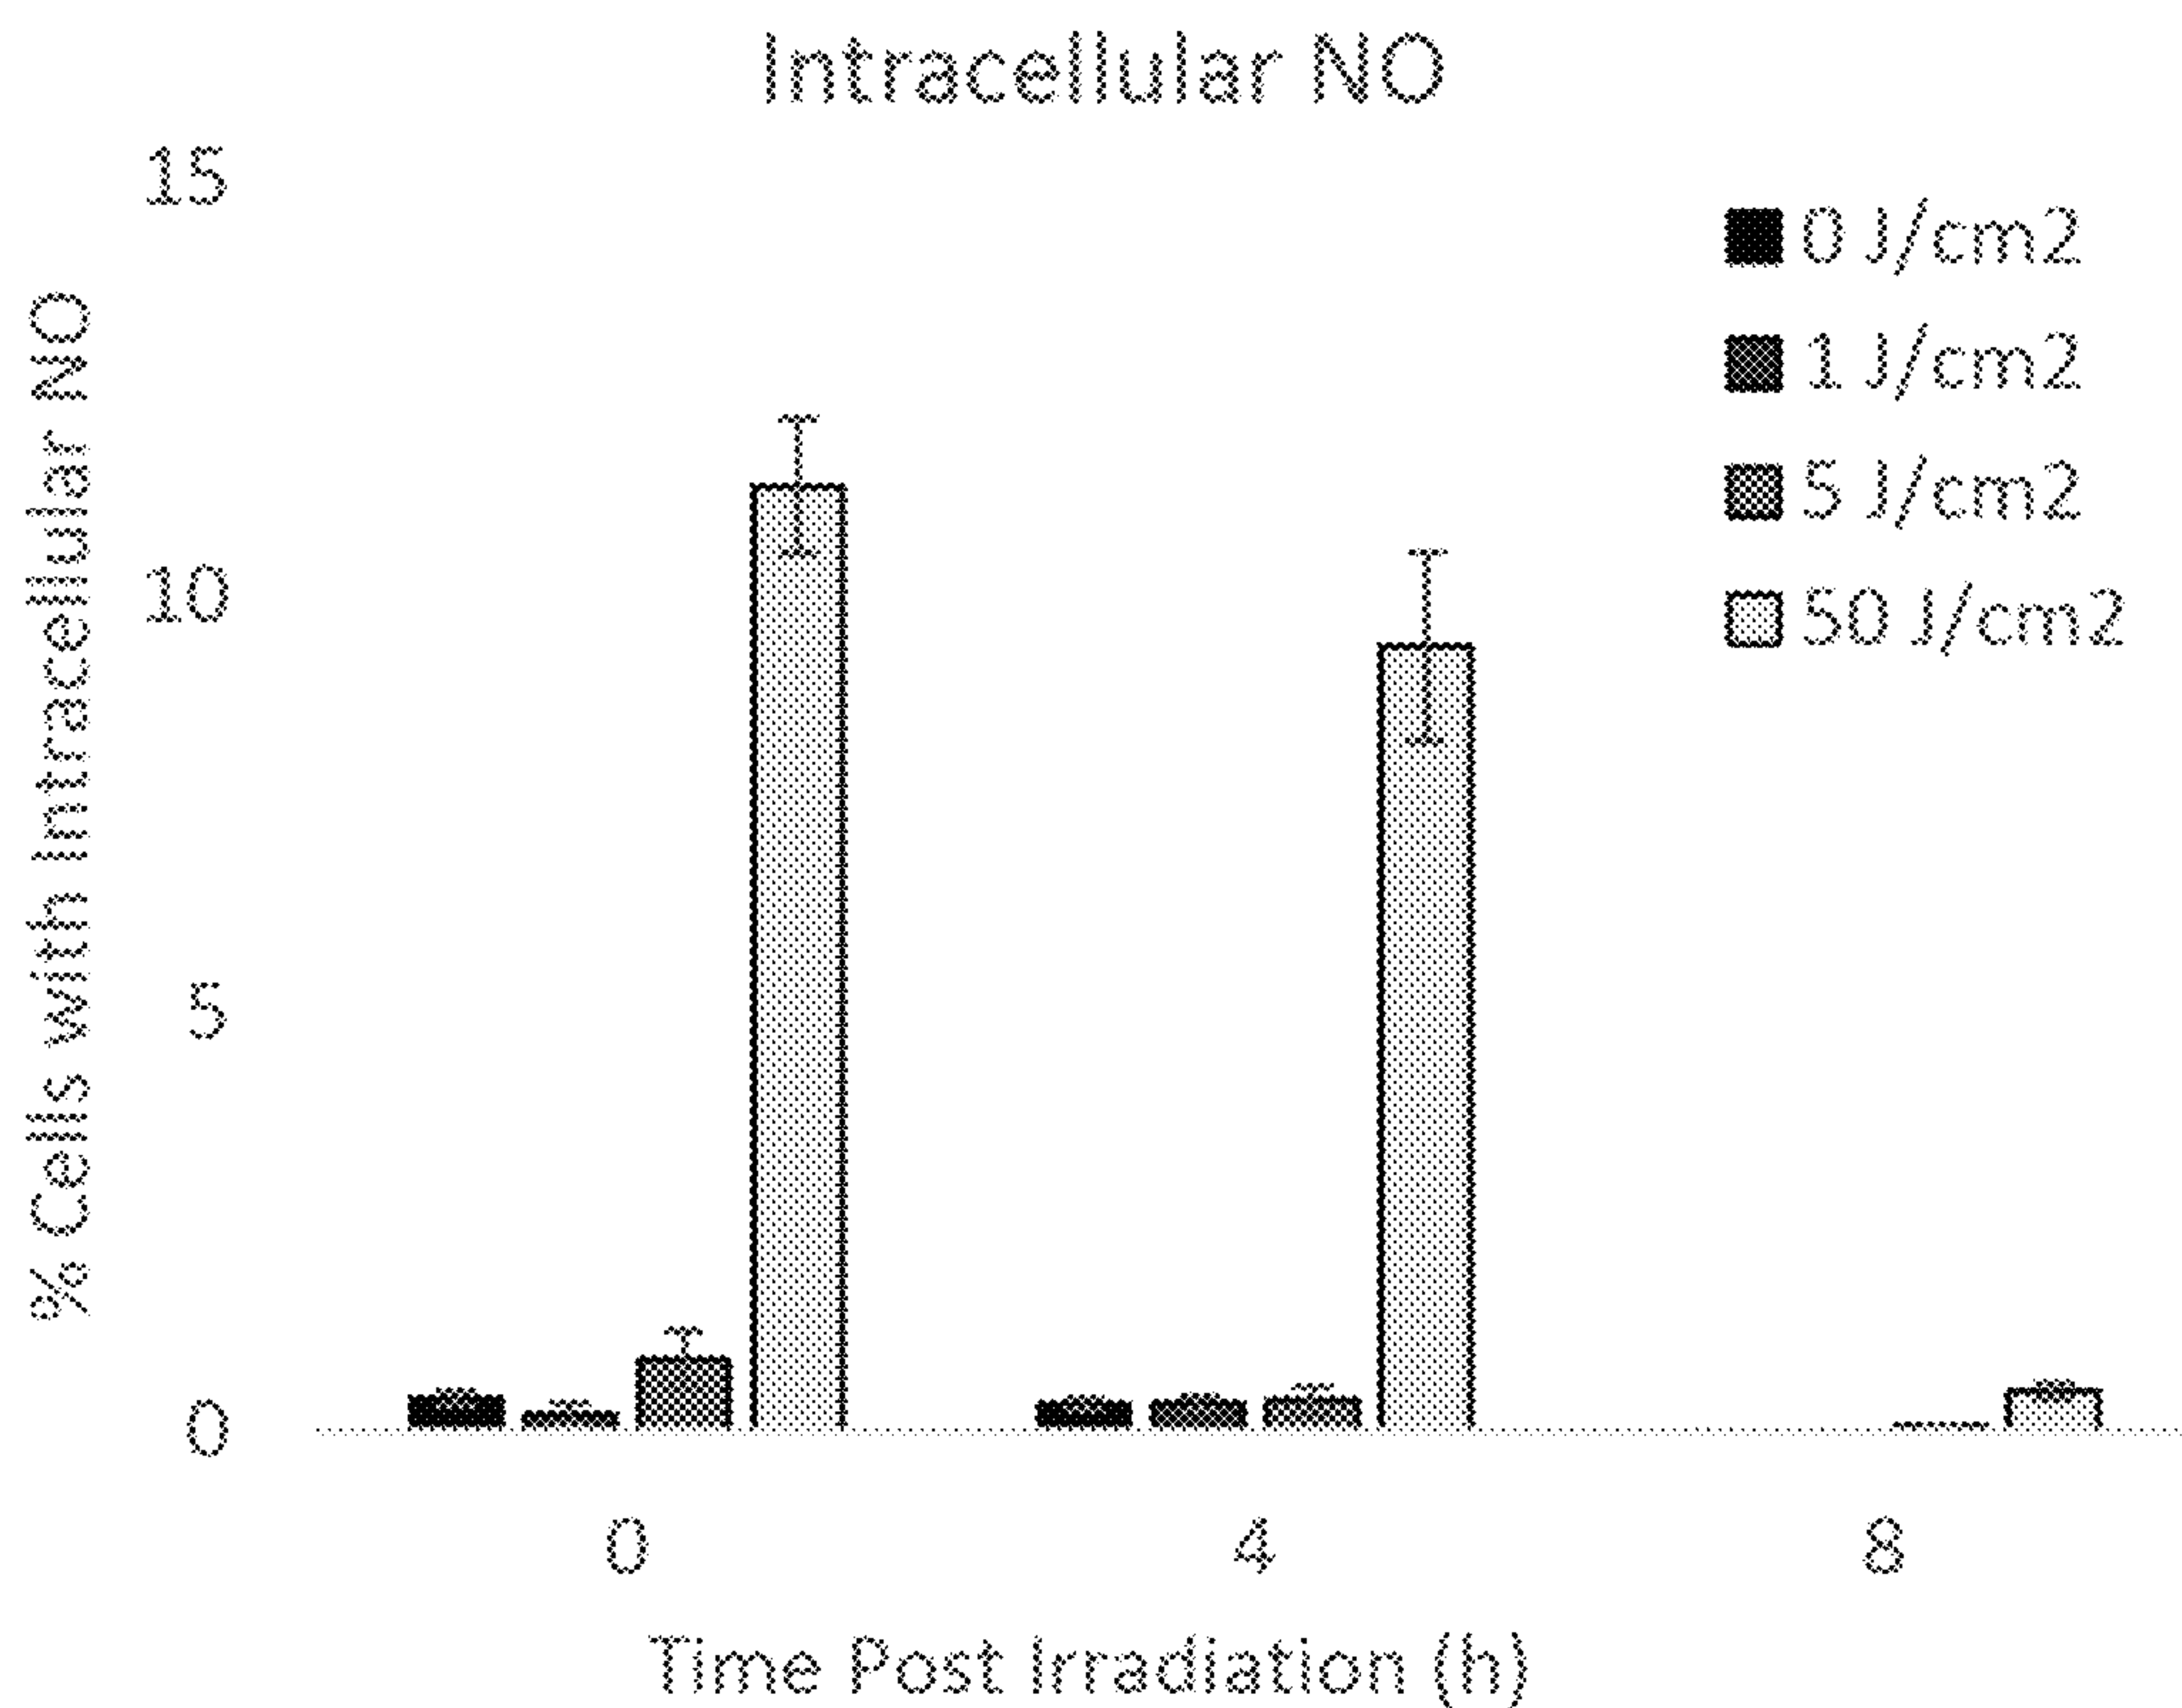 Intracellular NO
15
10
5
0
% Cells with Intracellular NO
0 J/cm2
1 J/cm2
5 J/cm2
50 J/cm2
0 4 8
Time Post Irradiation (h)